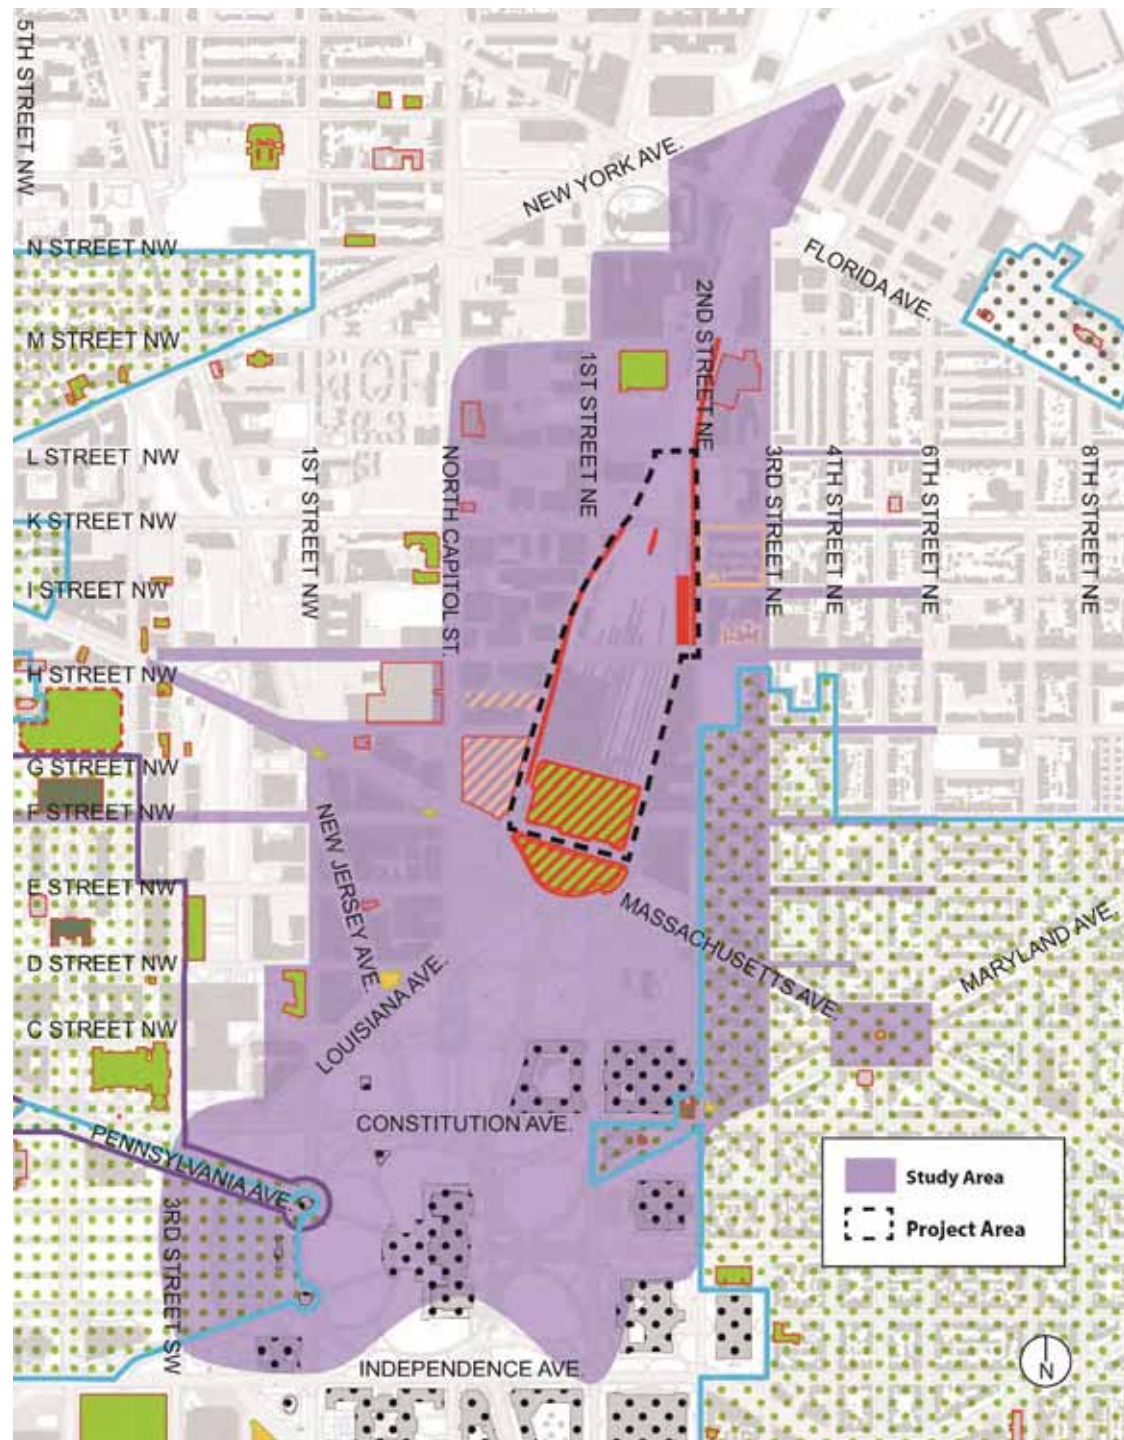 5TH STREET NW
NEW YORK AVE.
N STREET NW
FLORIDA AVE.
2ND STREET NE
M STREET NW
1ST STREET NE
L STREET NW
1ST STREET NW
NORTH CAPITOL ST.
3RD STREET NE
4TH STREET NE
6TH STREET NE
8TH STREET NE
K STREET NW
I STREET NW
H STREET NW
G STREET NW
F STREET NW
NEW JERSEY AVE.
E STREET NW
MASSACHUSETTS AVE.
MARYLAND AVE.
D STREET NW
LOUISIANA AVE.
C STREET NW
CONSTITUTION AVE.
PENNSYLVANIA AVE.
Study Area
3RD STREET SW
Project Area
INDEPENDENCE AVE.
N